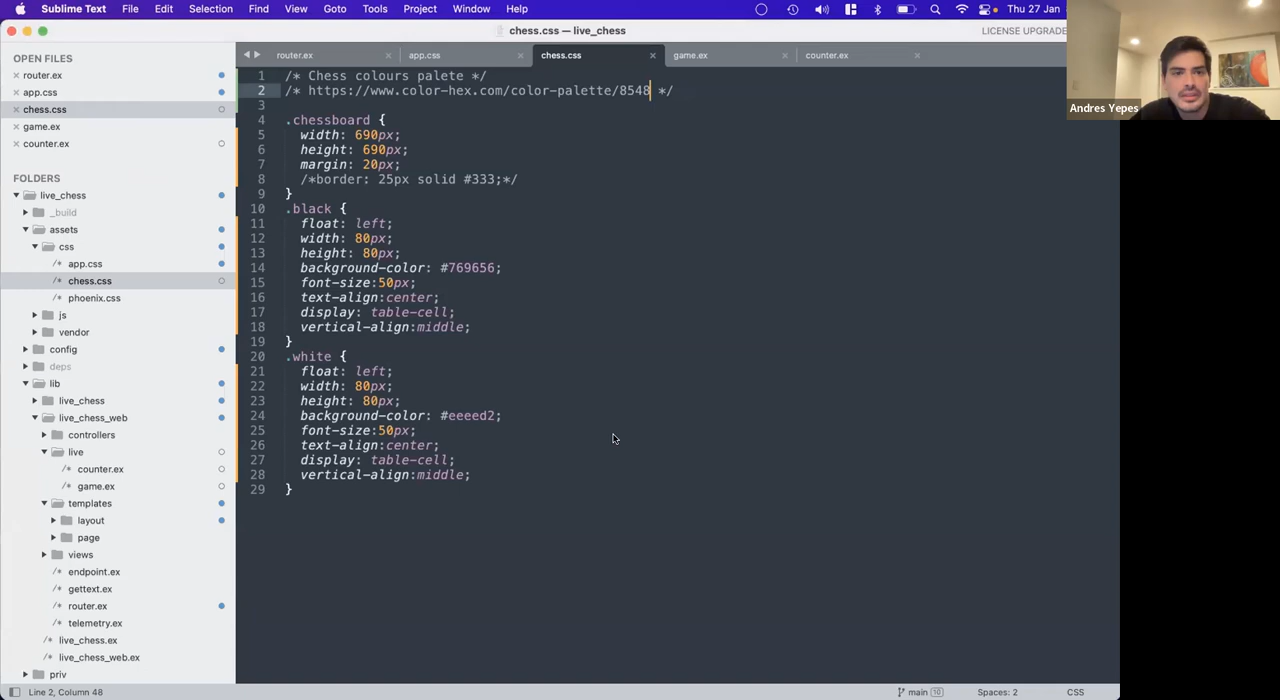 Sublime Text File Edit Selection Find View Goto Tools Project Window Help Thu 27 Jan
chess.css — live_chess LICENSE UPGRADE
OPEN FILES
router.ex
app.css
chess.css
game.ex
counter.ex
FOLDERS
live_chess
_build
assets
css
app.css
chess.css
phoenix.css
js
vendor
config
deps
lib
live_chess
live_chess_web
controllers
live
counter.ex
game.ex
templates
layout
page
views
endpoint.ex
gettext.ex
router.ex
telemetry.ex
live_chess.ex
live_chess_web.ex
priv
router.ex app.css chess.css game.ex counter.ex
1 /* Chess colours palete */
2 /* https://www.color-hex.com/color-palette/8548 */
3
4 .chessboard {
5 width: 690px;
6 height: 690px;
7 margin: 20px;
8 /*border: 25px solid #333;*/
9 }
10 .black {
11 float: left;
12 width: 80px;
13 height: 80px;
14 background-color: #769656;
15 font-size:50px;
16 text-align:center;
17 display: table-cell;
18 vertical-align:middle;
19 }
20 .white {
21 float: left;
22 width: 80px;
23 height: 80px;
24 background-color: #eeeed2;
25 font-size:50px;
26 text-align:center;
27 display: table-cell;
28 vertical-align:middle;
29 }
Andres Yepes
Line 2, Column 48 main 10 Spaces: 2 CSS